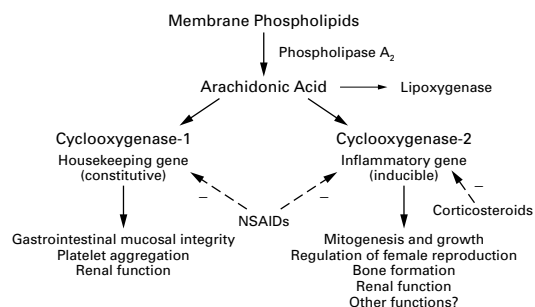 Membrane Phospholipids
Phospholipase A₂
Arachidonic Acid
Lipoxygenase
Cyclooxygenase-1
Housekeeping gene
(constitutive)
Cyclooxygenase-2
Inflammatory gene
(inducible)
–
–
–
NSAIDs
Corticosteroids
Gastrointestinal mucosal integrity
Platelet aggregation
Renal function
Mitogenesis and growth
Regulation of female reproduction
Bone formation
Renal function
Other functions?